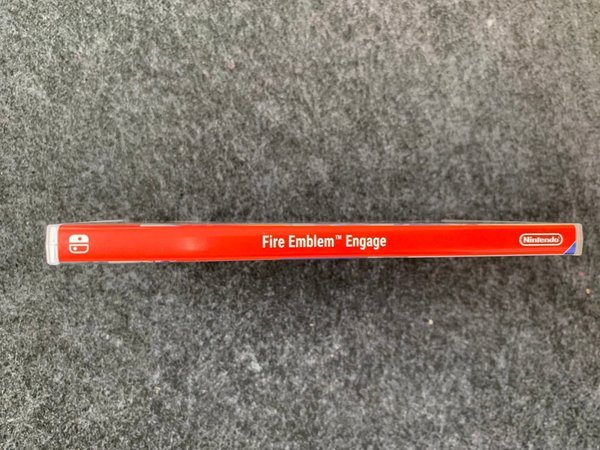 Fire Emblem™ Engage
Nintendo